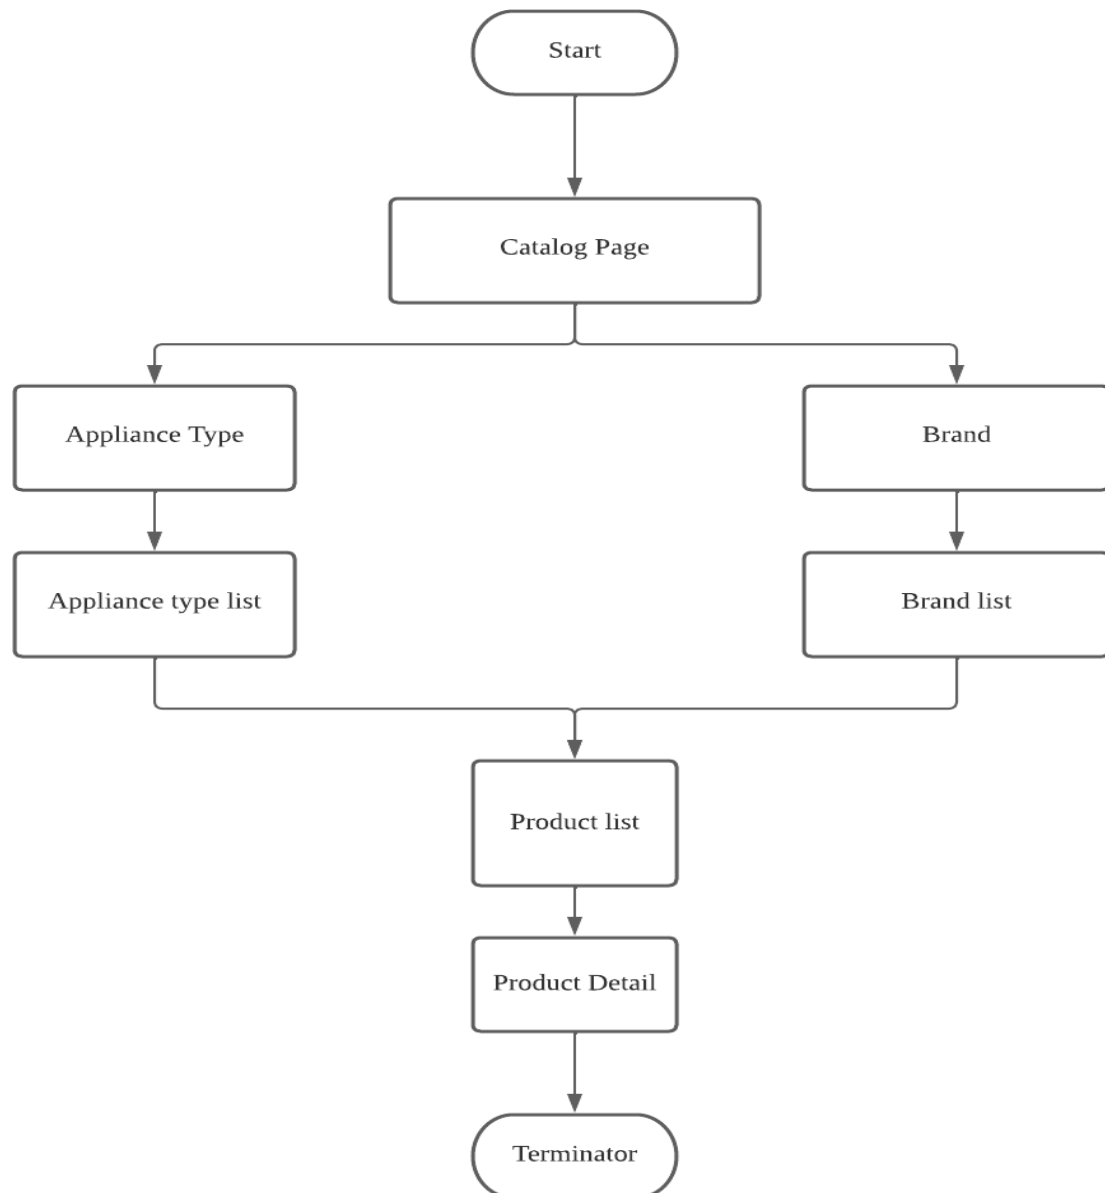 Start
Catalog Page
Appliance Type
Brand
Appliance type list
Brand list
Product list
Product Detail
Terminator